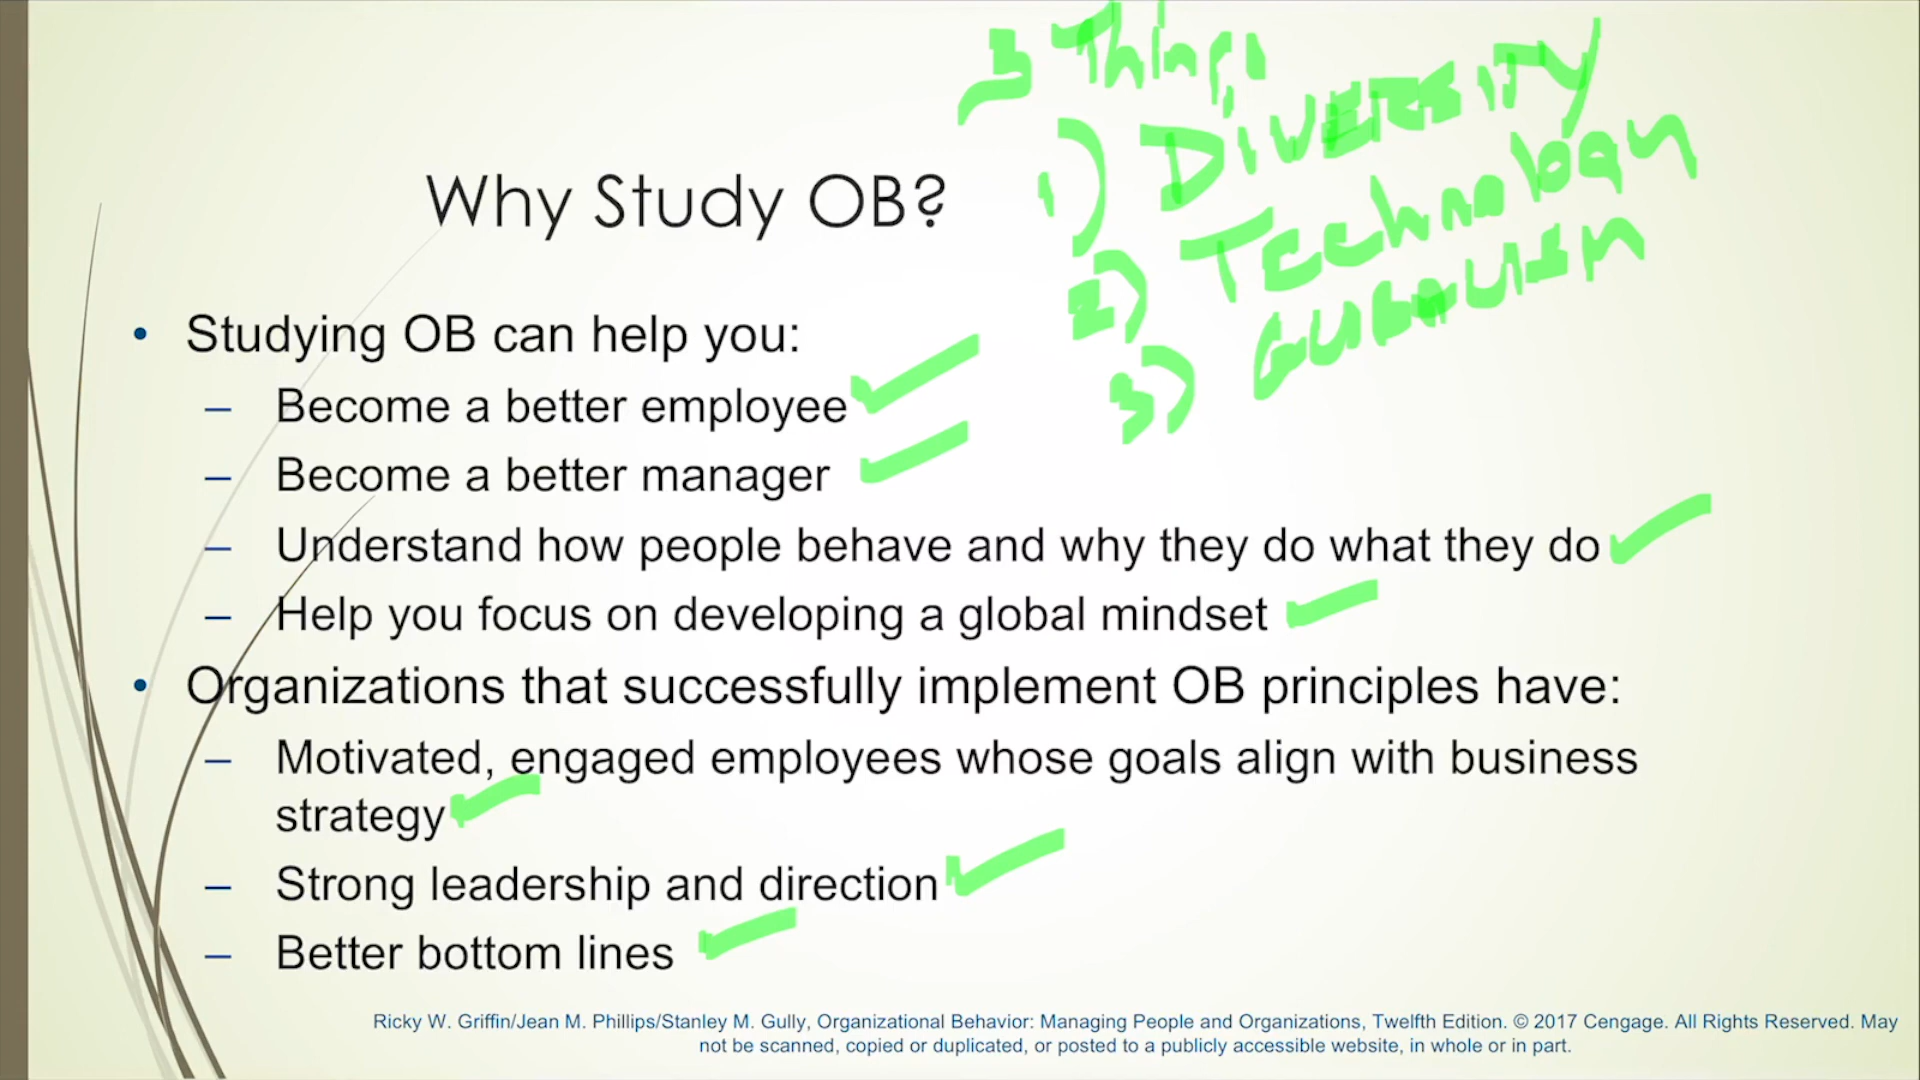 3 Things
1) DIVERSITY
2) Technology
3)
Why Study OB?
• Studying OB can help you:
– Become a better employee
– Become a better manager
– Understand how people behave and why they do what they do
– Help you focus on developing a global mindset
• Organizations that successfully implement OB principles have:
– Motivated, engaged employees whose goals align with business
strategy
– Strong leadership and direction
– Better bottom lines
Ricky W. Griffin/Jean M. Phillips/Stanley M. Gully, Organizational Behavior: Managing People and Organizations, Twelfth Edition. © 2017 Cengage. All Rights Reserved. May
not be scanned, copied or duplicated, or posted to a publicly accessible website, in whole or in part.